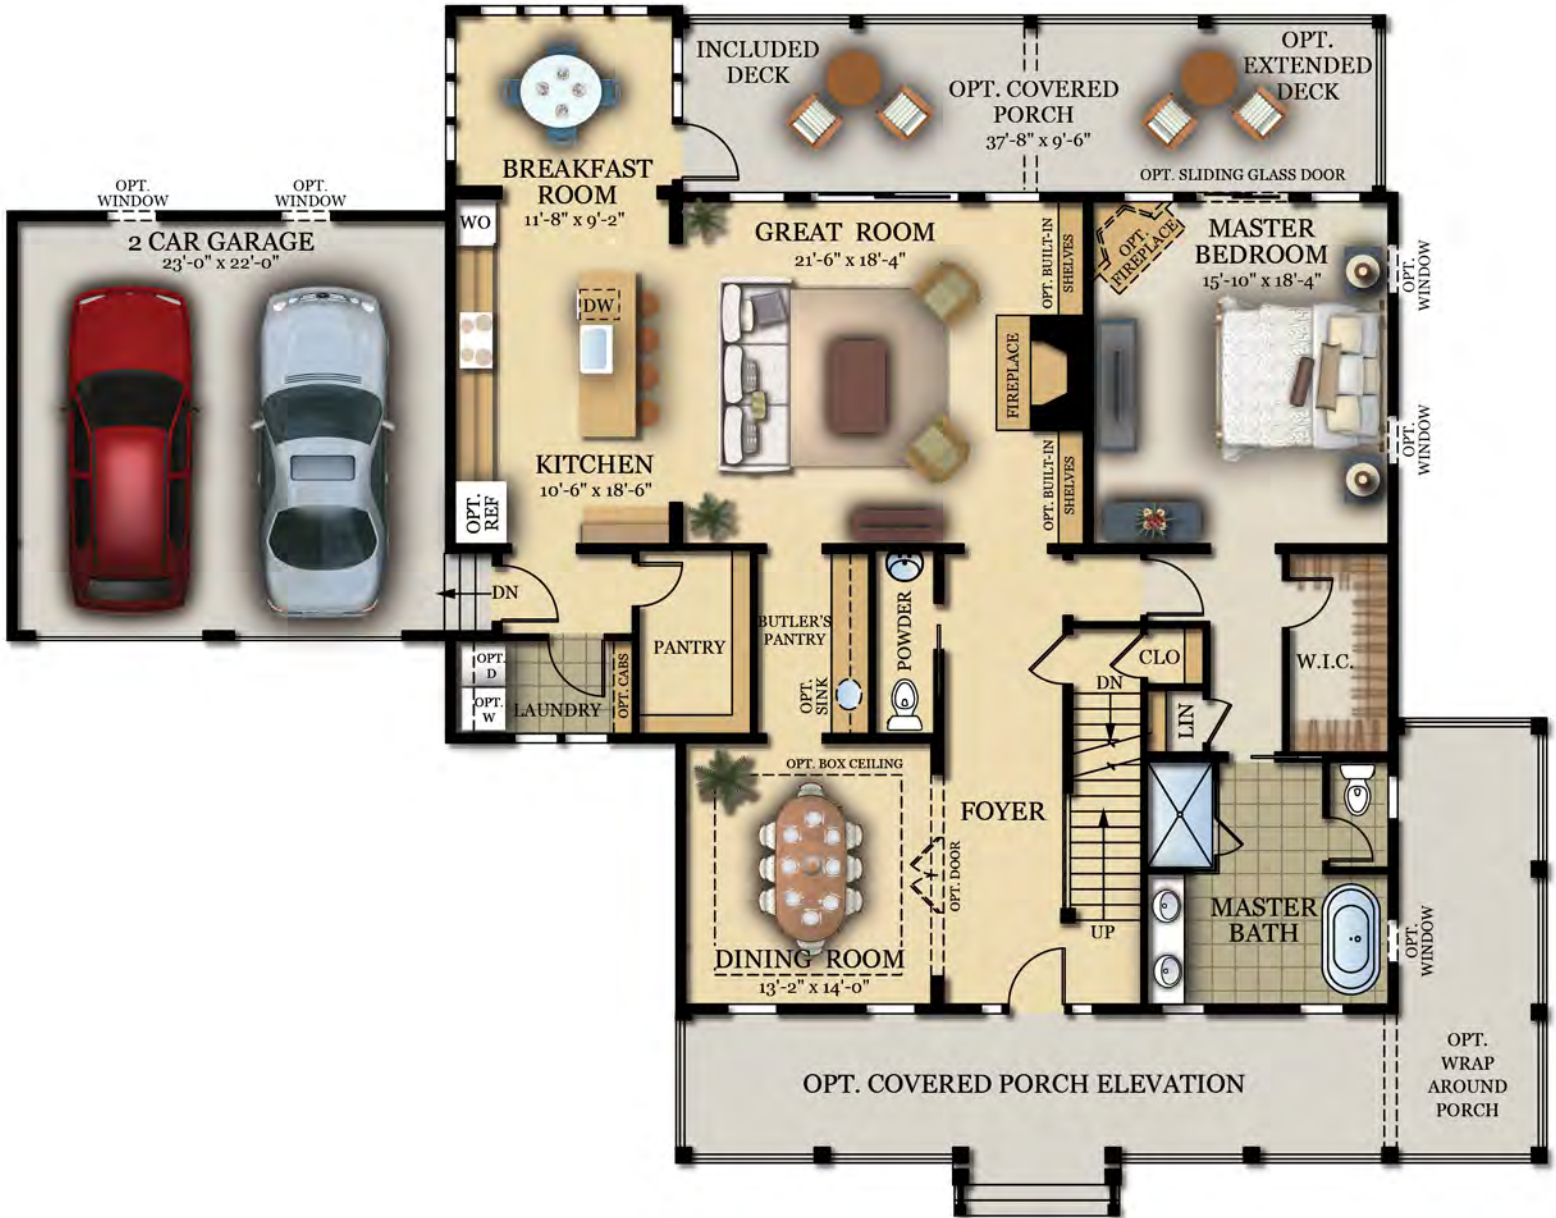 INCLUDED
DECK
OPT.
EXTENDED
DECK
OPT. COVERED
PORCH
37'-8" x 9'-6"
OPT. SLIDING GLASS DOOR
BREAKFAST
ROOM
11'-8" x 9'-2"
OPT.
WINDOW
OPT.
WINDOW
2 CAR GARAGE
23'-0" x 22'-0"
WO
GREAT ROOM
21'-6" x 18'-4"
OPT. BUILT-IN
SHELVES
OPT.
FIREPLACE
MASTER
BEDROOM
15'-10" x 18'-4"
OPT.
WINDOW
DW
FIREPLACE
OPT.
WINDOW
KITCHEN
10'-6" x 18'-6"
OPT.
REF
OPT. BUILT-IN
SHELVES
DN
PANTRY
BUTLER'S
PANTRY
POWDER
CLO
W.I.C.
OPT.
D
OPT.
W
LAUNDRY
OPT. CABS
OPT.
SINK
DN
LIN
OPT. BOX CEILING
FOYER
OPT. DOOR
UP
MASTER
BATH
OPT.
WINDOW
DINING ROOM
13'-2" x 14'-0"
OPT. COVERED PORCH ELEVATION
OPT.
WRAP
AROUND
PORCH